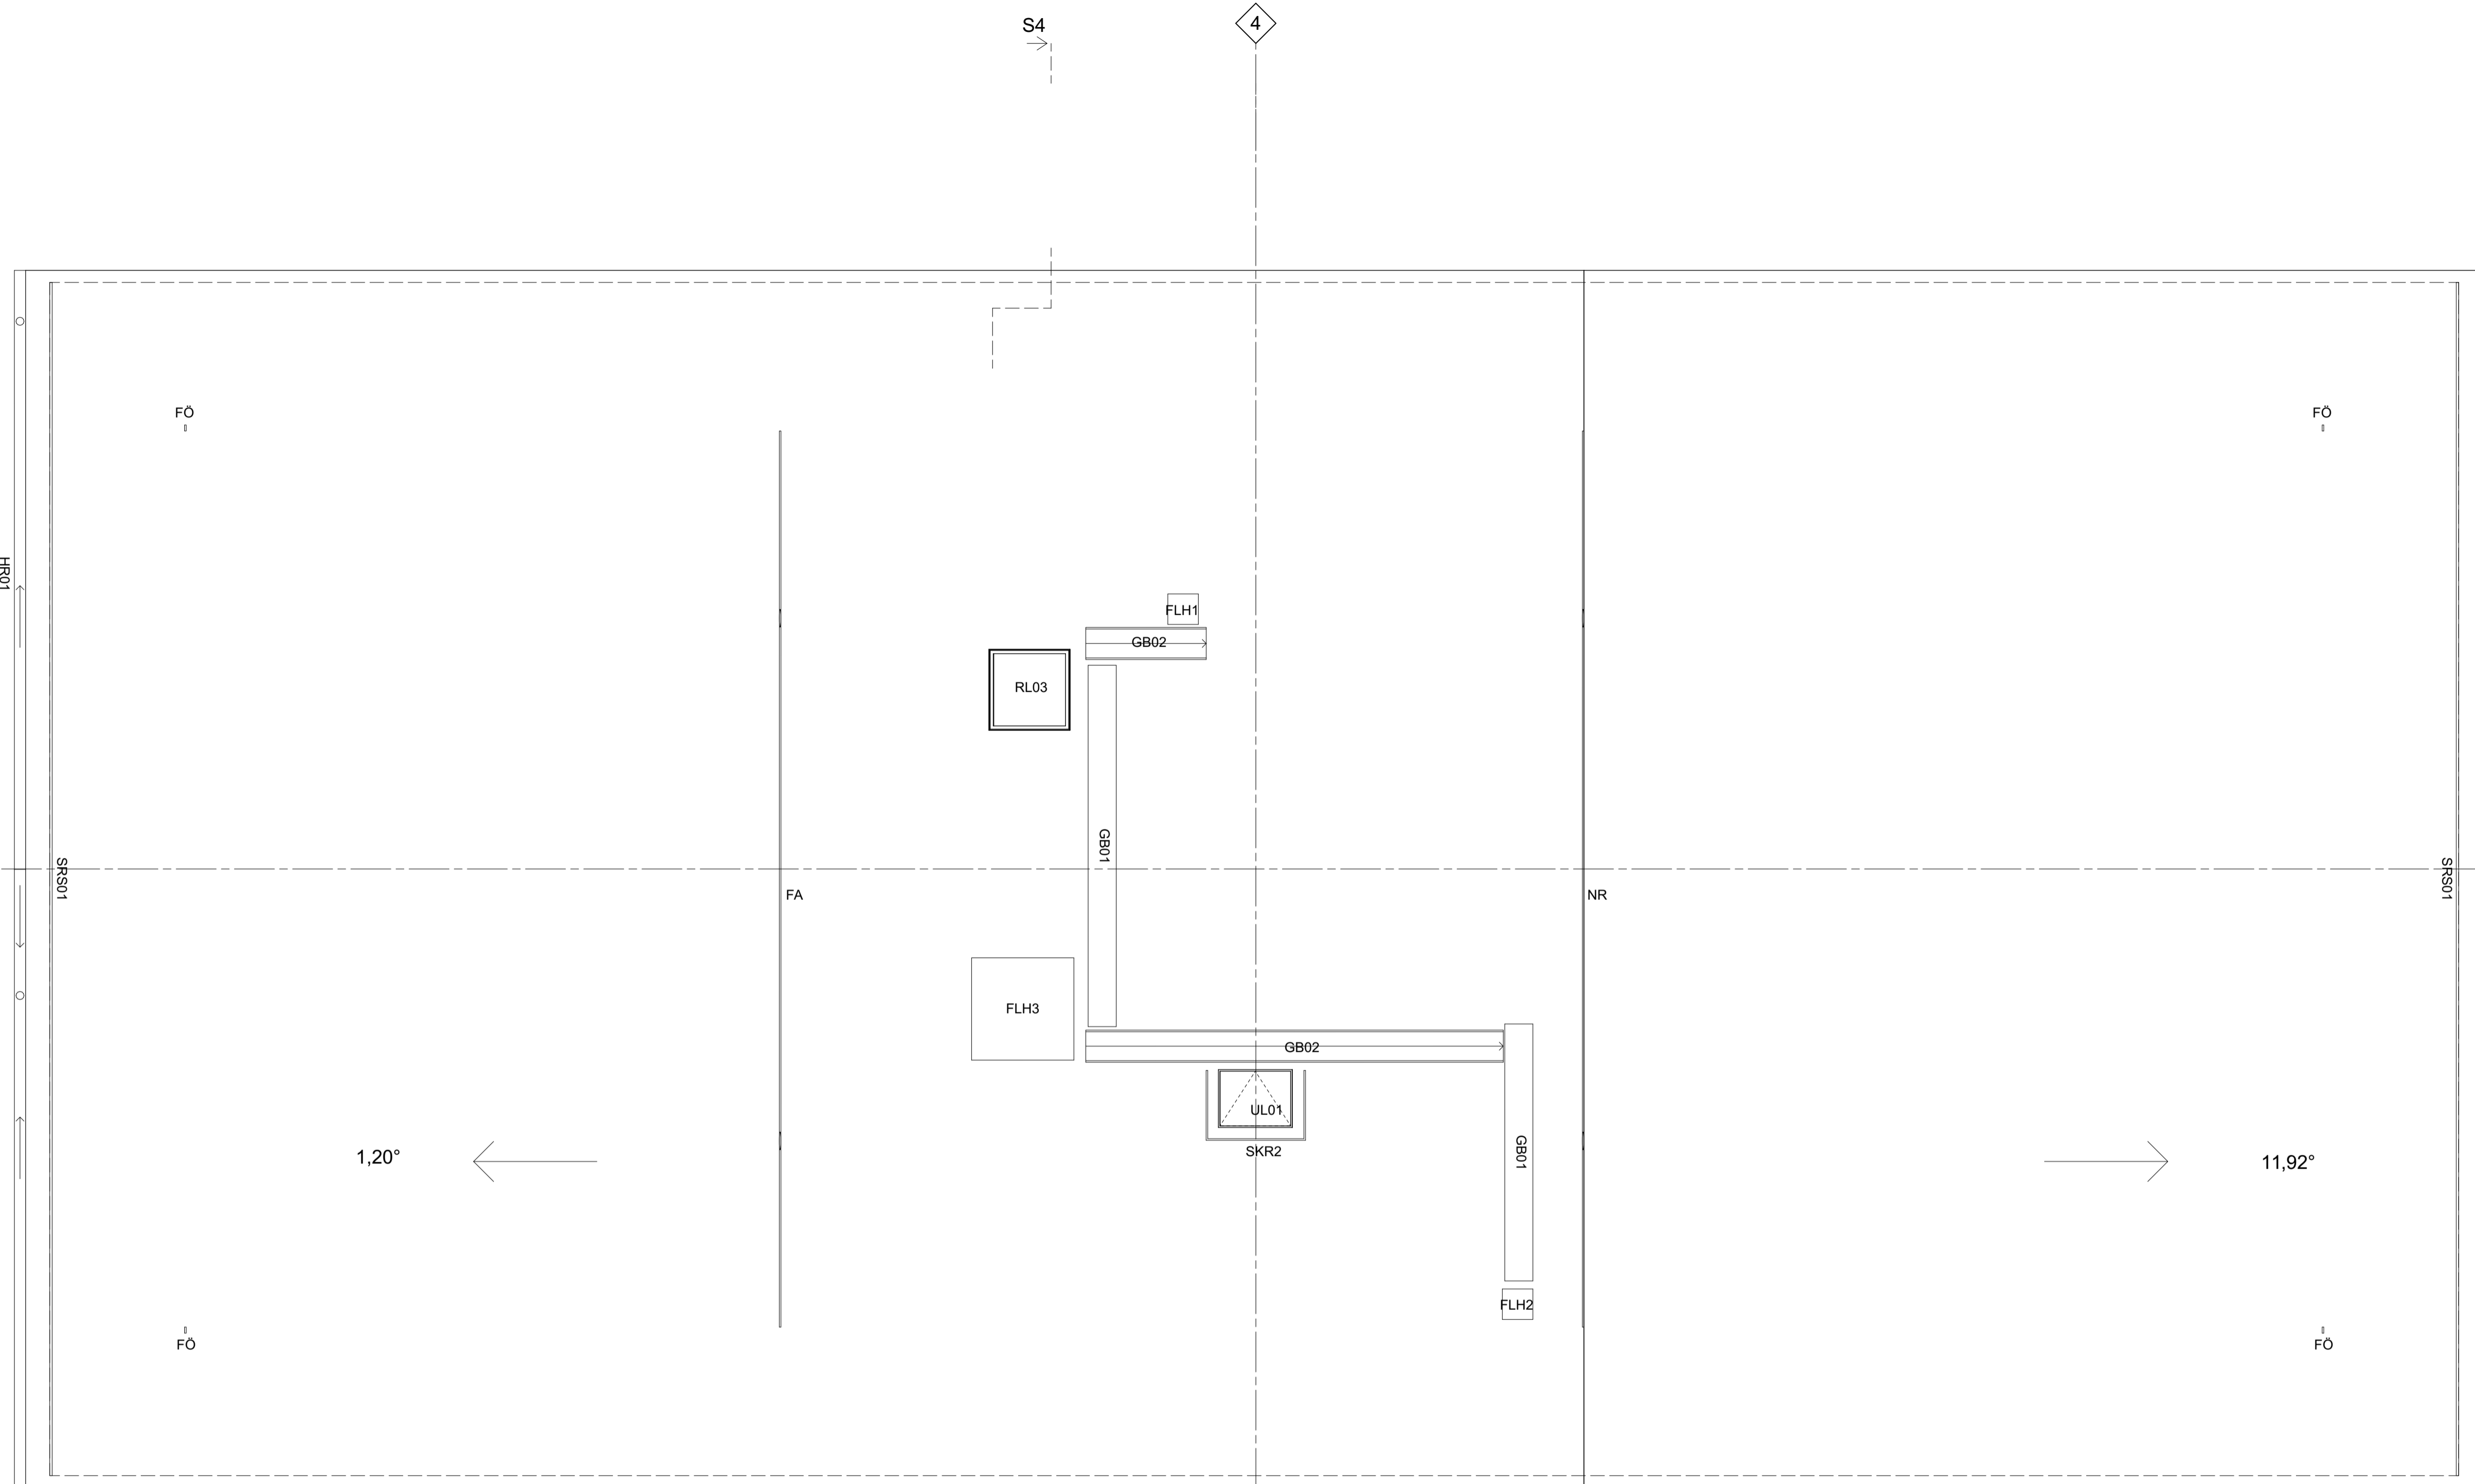 S4
4
FÖ
FÖ
HR01
FLH1
GB02
RL03
GB01
SRS01
SRS01
FA
NR
FLH3
GB02
UL01
SKR2
GB01
1,20°
11,92°
FLH2
FÖ
FÖ